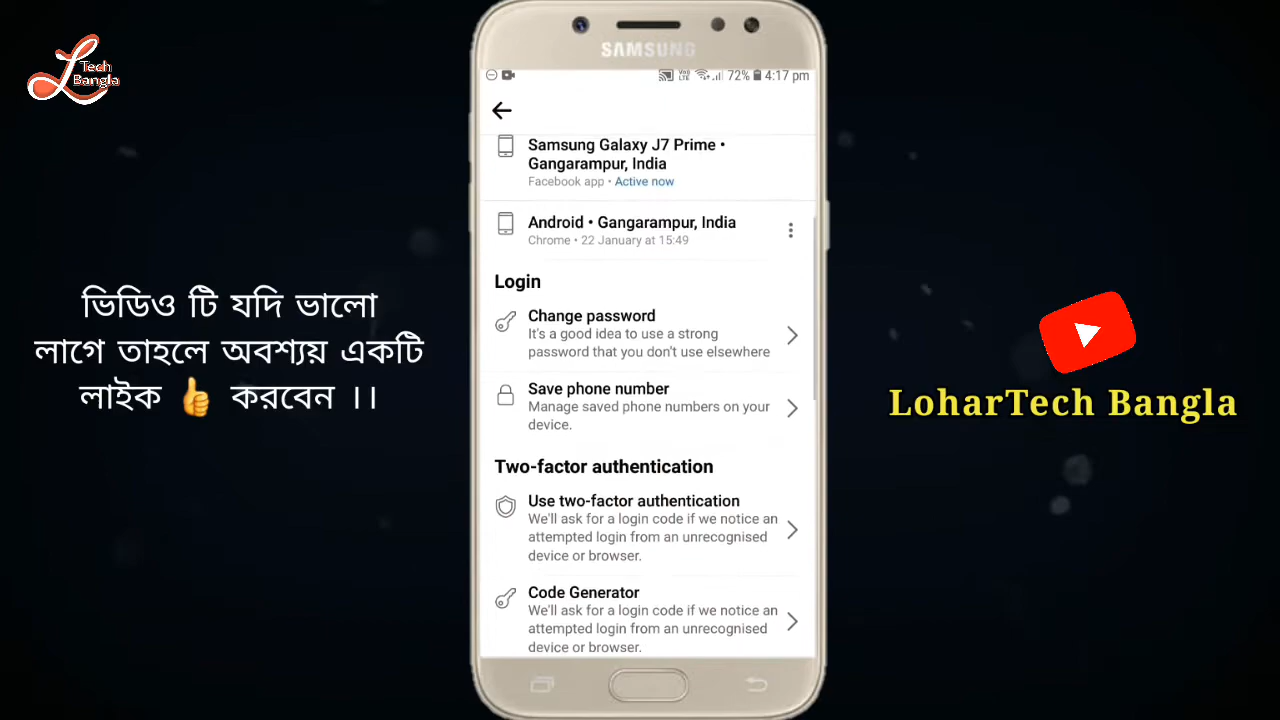 Tech
Bangla
SAMSUNG
72% 4:17 pm
Samsung Galaxy J7 Prime •
Gangarampur, India
Facebook app • Active now
Android • Gangarampur, India
Chrome • 22 January at 15:49
Login
Change password
It's a good idea to use a strong
password that you don't use elsewhere
Save phone number
Manage saved phone numbers on your
device.
Two-factor authentication
Use two-factor authentication
We'll ask for a login code if we notice an
attempted login from an unrecognised
device or browser.
Code Generator
We'll ask for a login code if we notice an
attempted login from an unrecognised
device or browser.
ভিডিও টি যদি ভালো
লাগে তাহলে অবশ্যয় একটি
লাইক 👍 করবেন ।।
LoharTech Bangla